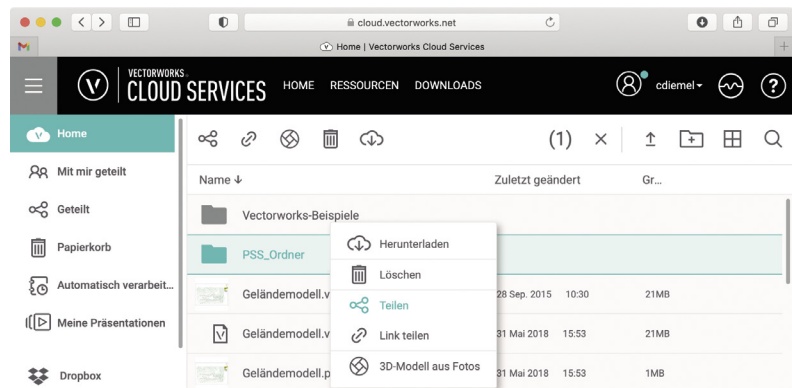 cloud.vectorworks.net
Home | Vectorworks Cloud Services
VECTORWORKS
CLOUD SERVICES HOME RESSOURCEN DOWNLOADS cdiemel
Home (1)
Mit mir geteilt
Name Zuletzt geändert Gr...
Geteilt
Vectorworks-Beispiele
Papierkorb
PSS_Ordner
Herunterladen
Löschen
Automatisch verarbeit...
Geländemodell.v 28 Sep. 2015 10:30 21MB
Teilen
Meine Präsentationen
Geländemodell.v 31 Mai 2018 15:53 21MB
Link teilen
Dropbox
Geländemodell.p 31 Mai 2018 15:53 1MB
3D-Modell aus Fotos